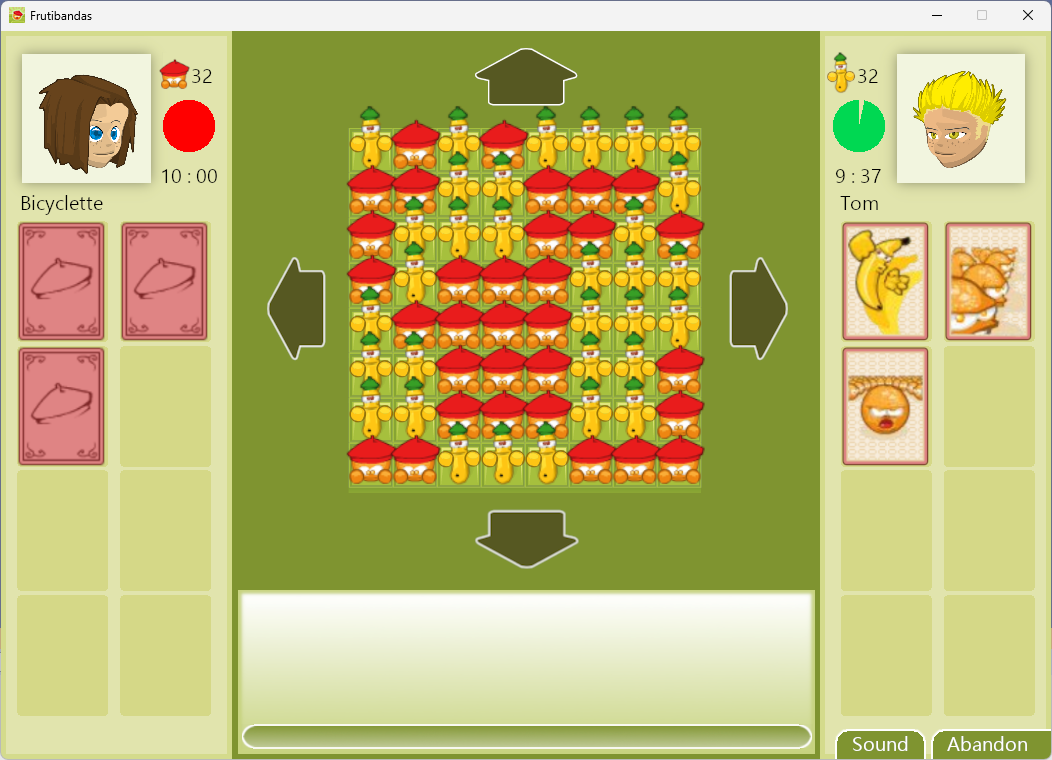 Frutibandas
32
10 : 00
Bicyclette
32
9 : 37
Tom
Sound
Abandon